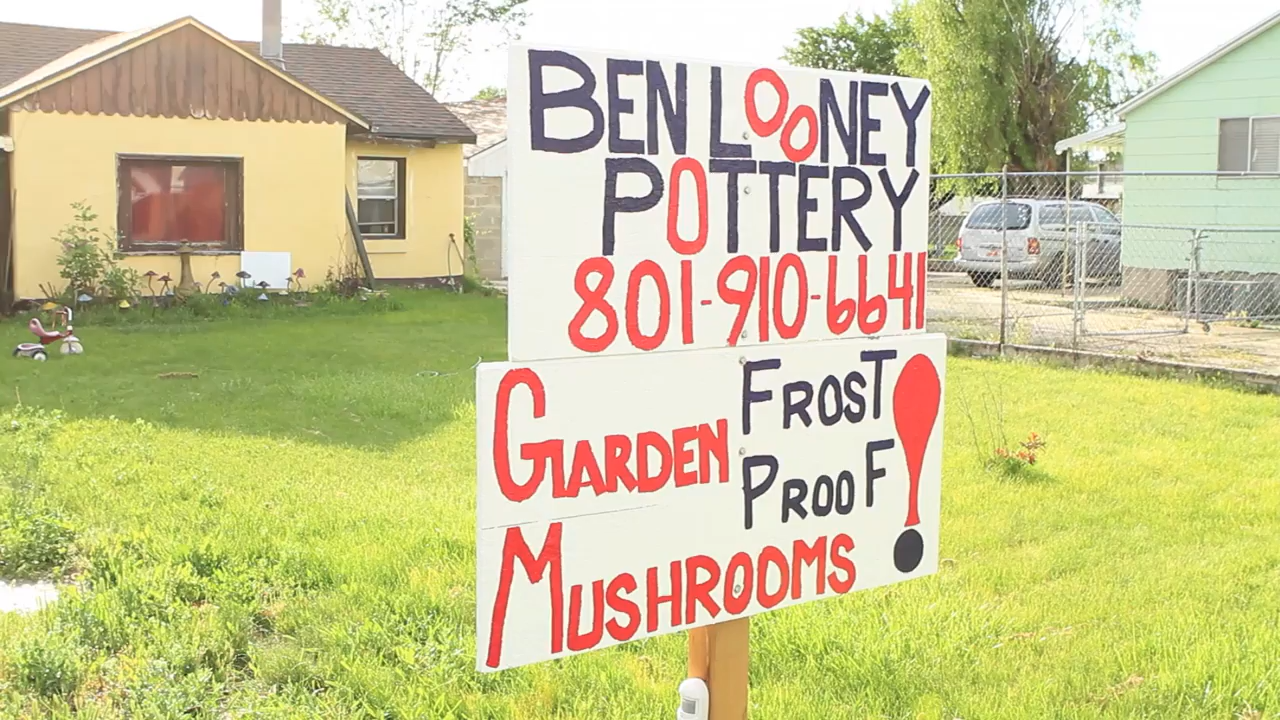 BEN LOONEY
POTTERY
801-910-6641
GARDEN FROST PROOF!
MUSHROOMS